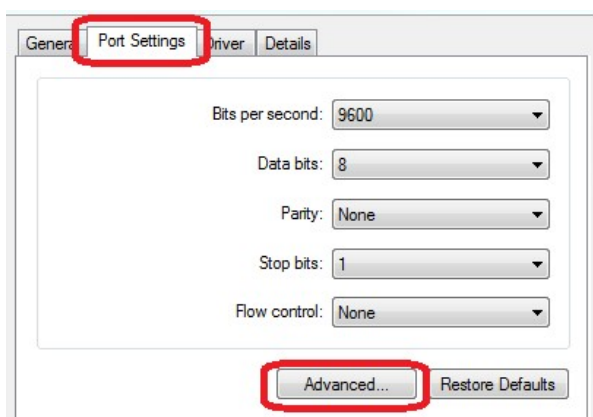 General Port Settings Driver Details
Bits per second: 9600
Data bits: 8
Parity: None
Stop bits: 1
Flow control: None
Advanced... Restore Defaults